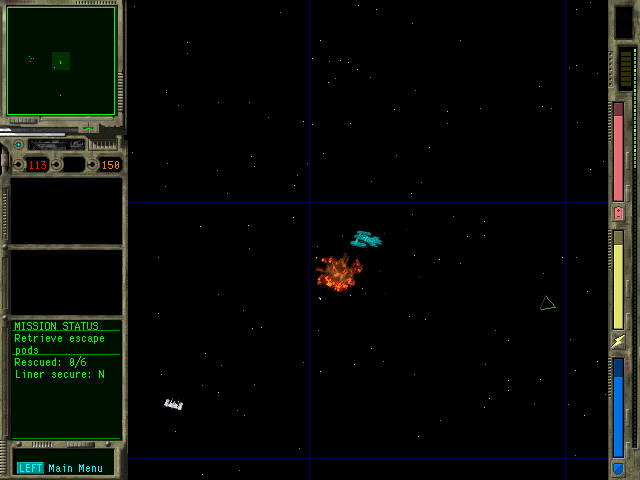 113 150
MISSION STATUS
Retrieve escape
pods
Rescued: 0/6
Liner secure: N
LEFT Main Menu